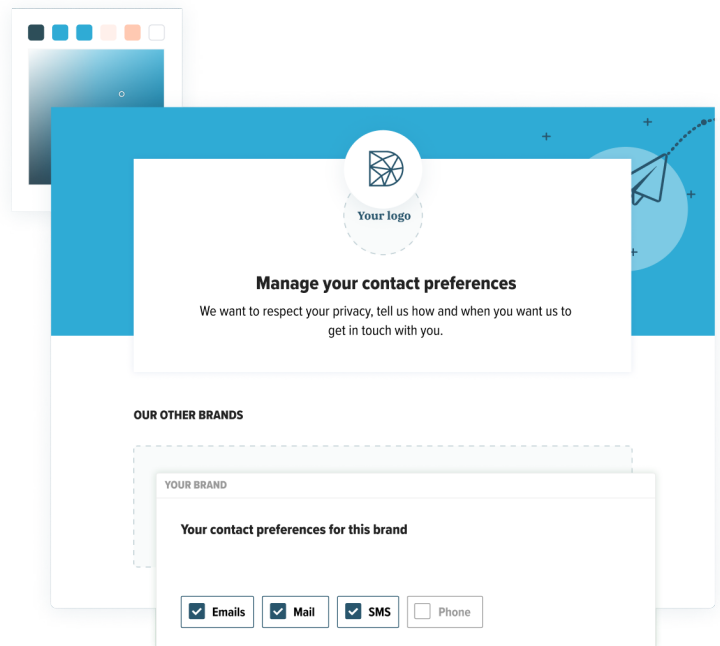 Your logo
Manage your contact preferences
We want to respect your privacy, tell us how and when you want us to
get in touch with you.
OUR OTHER BRANDS
YOUR BRAND
Your contact preferences for this brand
Emails Mail SMS Phone